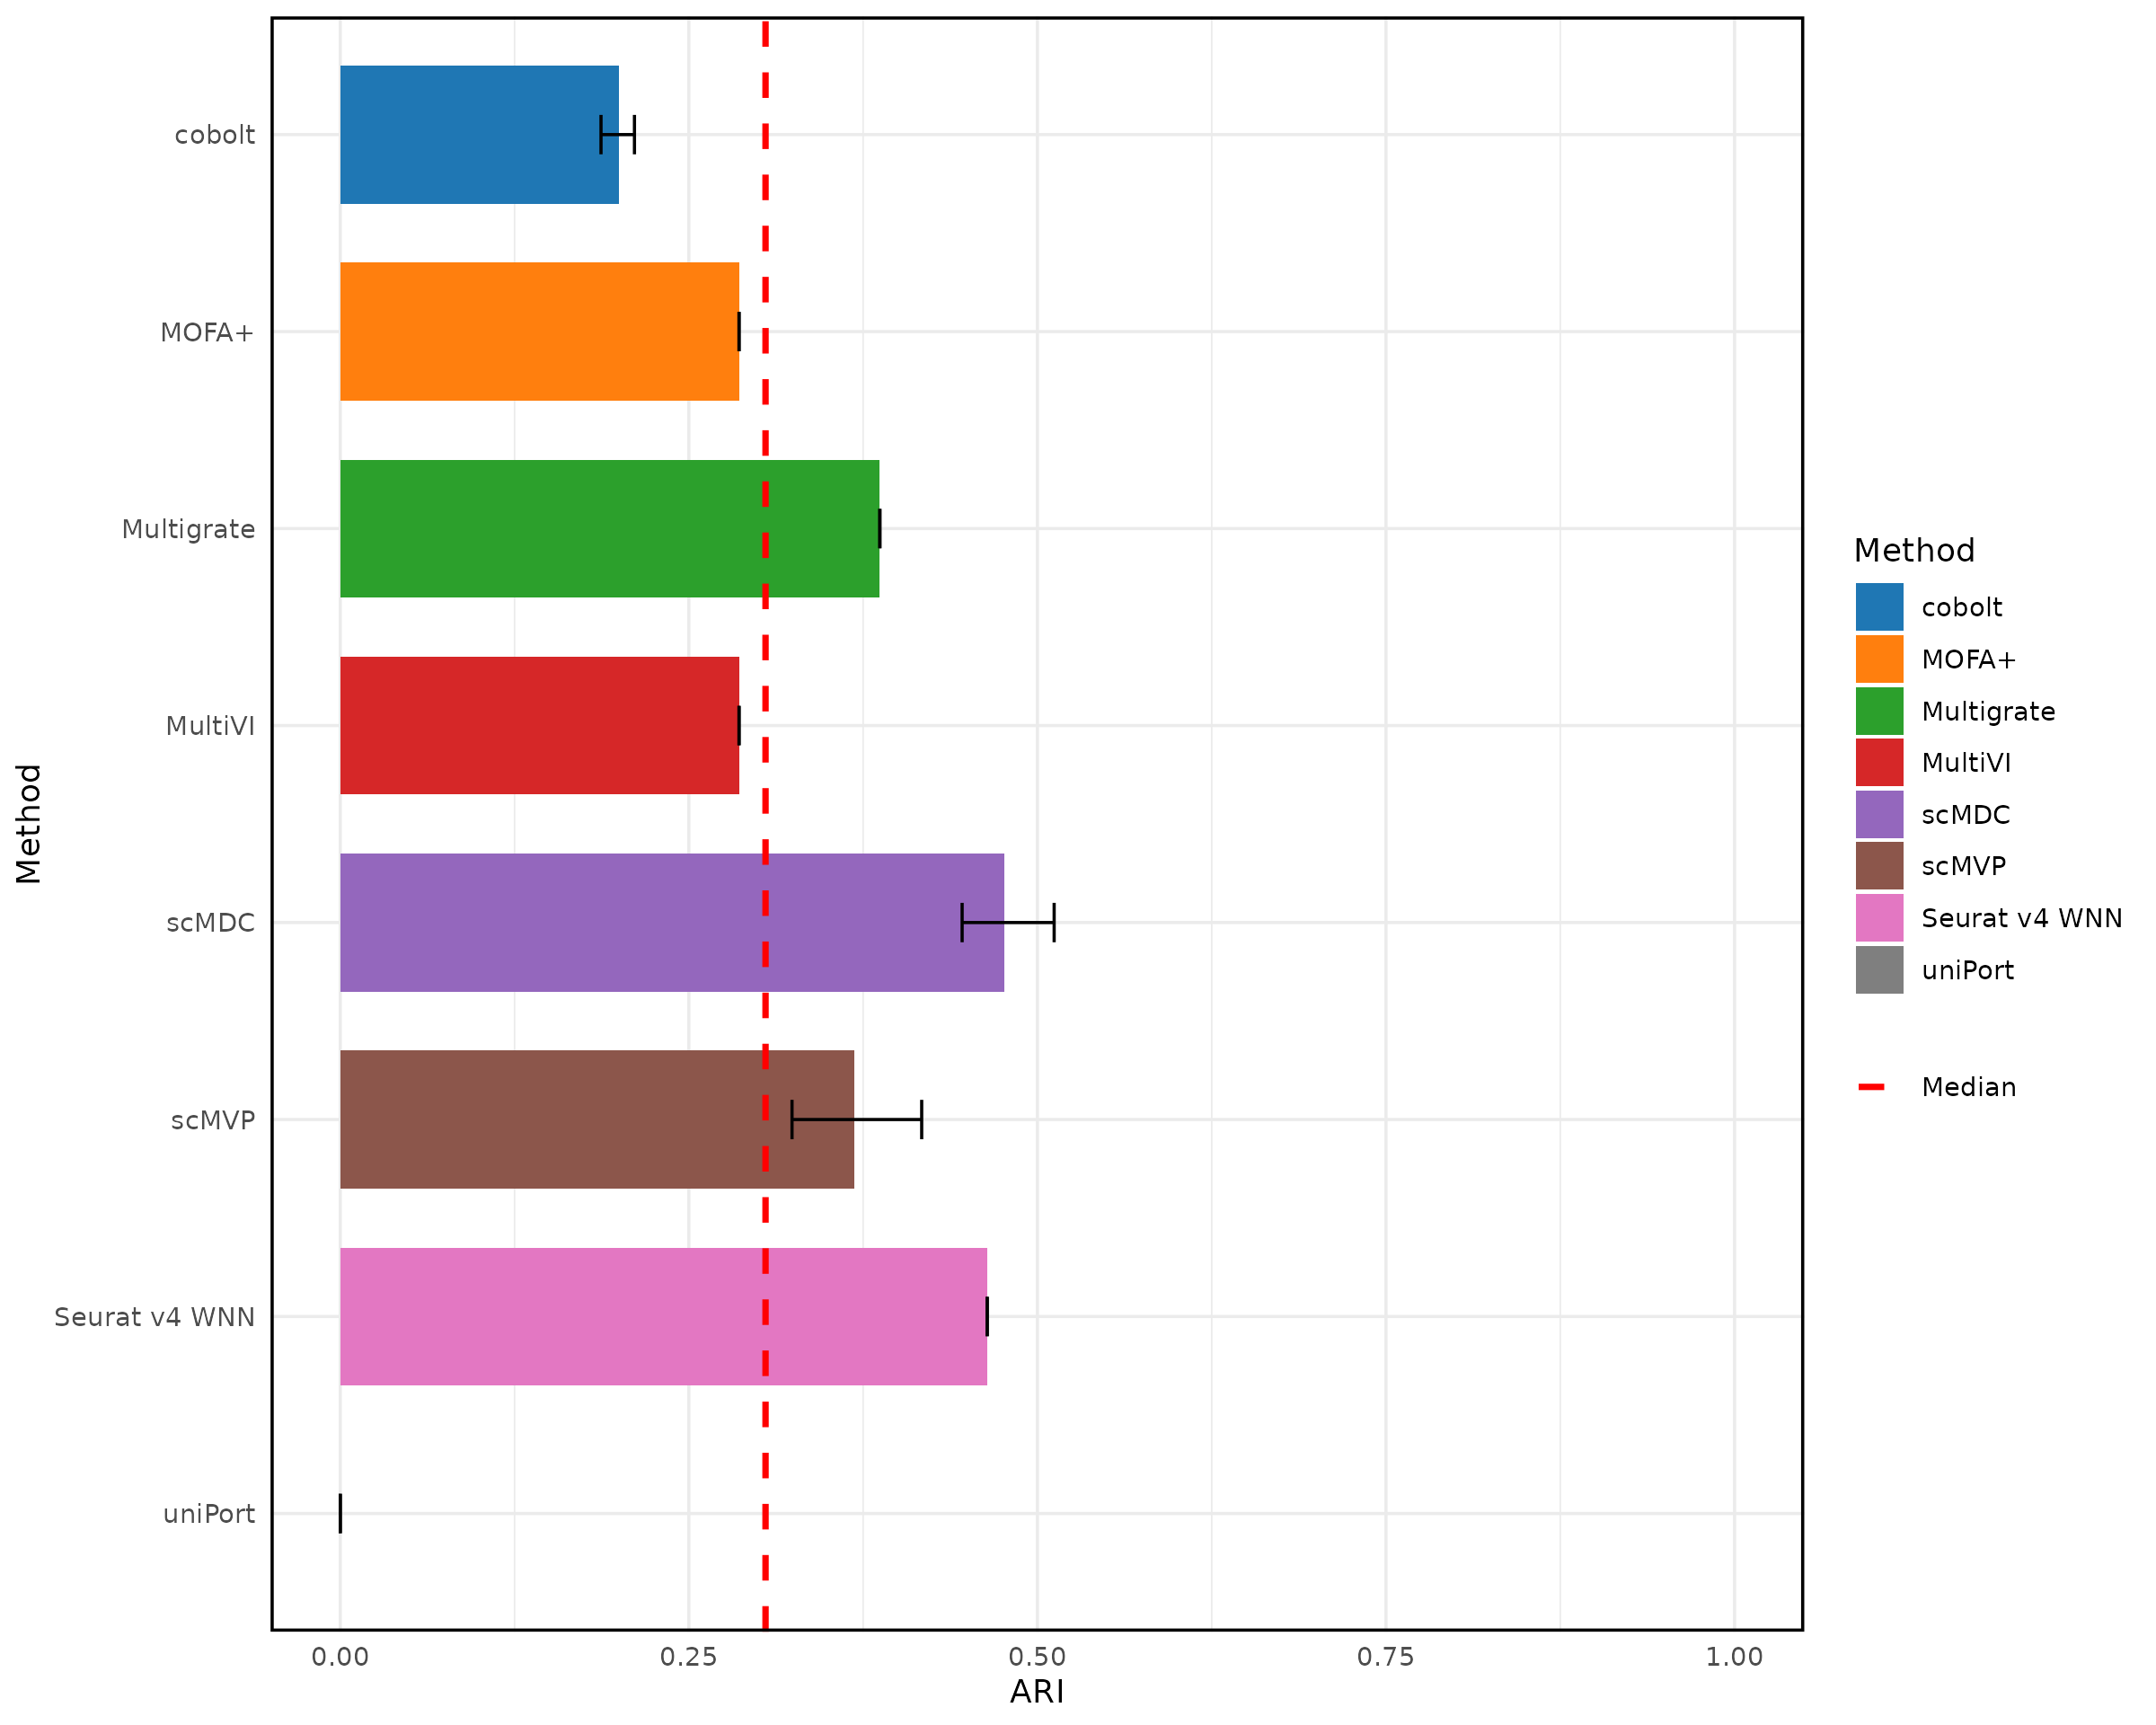 cobolt
MOFA+
Multigrate
MultiVI
scMDC
scMVP
Seurat v4 WNN
uniPort
Method
0.00 0.25 0.50 0.75 1.00
ARI
Method
cobolt
MOFA+
Multigrate
MultiVI
scMDC
scMVP
Seurat v4 WNN
uniPort
Median